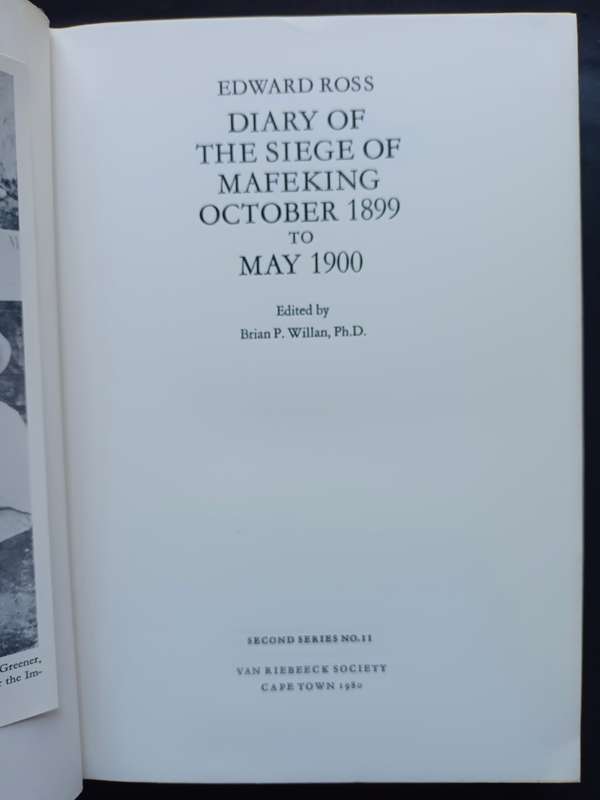 EDWARD ROSS
DIARY OF
THE SIEGE OF
MAFEKING
OCTOBER 1899
TO
MAY 1900
Edited by
Brian P. Willan, Ph.D.
SECOND SERIES NO. 11
VAN RIEBEECK SOCIETY
CAPE TOWN 1980
Greener,
the Im-